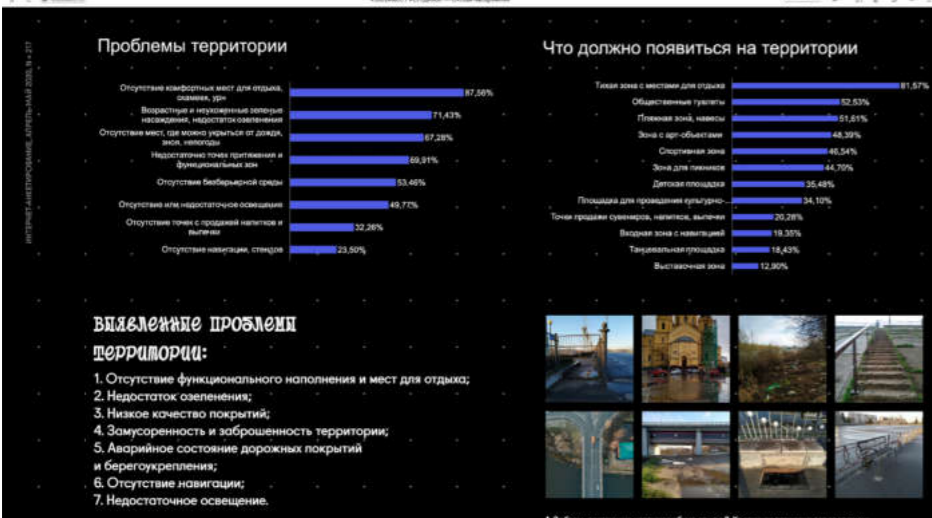 ИНТЕРНЕТ-АНКЕТИРОВАНИЕ, АПРЕЛЬ-МАЙ 2020, N = 217
Проблемы территории
Отсутствие комфортных мест для отдыха,
скамеек, урн
87,56%
Возрастные и неухоженные зеленые
насаждения, недостаток озеленения
71,43%
Отсутствие мест, где можно укрыться от дождя,
зноя, непогоды
67,28%
Недостаточно точек притяжения и
функциональных зон
69,91%
Отсутствие безбарьерной среды
53,46%
Отсутствие или недостаточное освещение
49,77%
Отсутствие точек с продажей напитков и
выпечки
32,26%
Отсутствие навигации, стендов
23,50%
Что должно появиться на территории
Тихая зона с местами для отдыха
81,57%
Общественные туалеты
52,53%
Пляжная зона, навесы
51,61%
Зона с арт-объектами
48,39%
Спортивная зона
46,54%
Зона для пикников
44,70%
Детская площадка
35,48%
Площадка для проведения культурно-...
34,10%
Точки продажи сувениров, напитков, выпечки
20,28%
Входная зона с навигацией
19,35%
Танцевальная площадка
18,43%
Выставочная зона
12,90%
ВЫЯВЛЕННЫЕ ПРОБЛЕМЫ
ТЕРРИТОРИИ:
1. Отсутствие функционального наполнения и мест для отдыха;
2. Недостаток озеленения;
3. Низкое качество покрытий;
4. Замусоренность и заброшенность территории;
5. Аварийное состояние дорожных покрытий
и берегоукрепления;
6. Отсутствие навигации;
7. Недостаточное освещение.